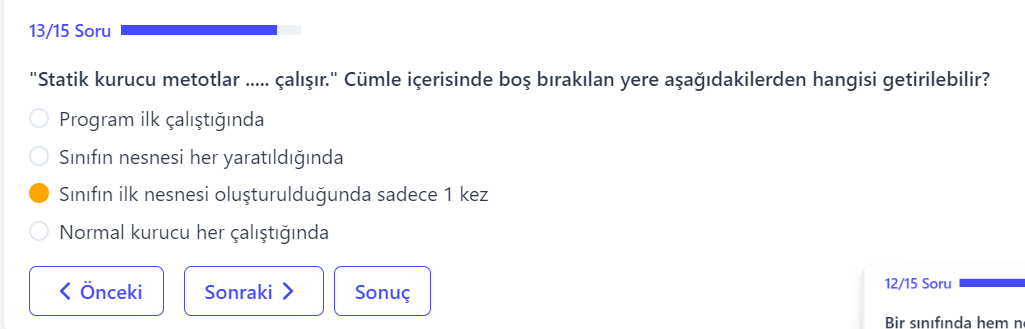 13/15 Soru
"Statik kurucu metotlar ..... çalışır." Cümle içerisinde boş bırakılan yere aşağıdakilerden hangisi getirilebilir?
Program ilk çalıştığında
Sınıfın nesnesi her yaratıldığında
Sınıfın ilk nesnesi oluşturulduğunda sadece 1 kez
Normal kurucu her çalıştığında
Önceki
Sonraki
Sonuç
12/15 Soru
Bir sınıfında hem